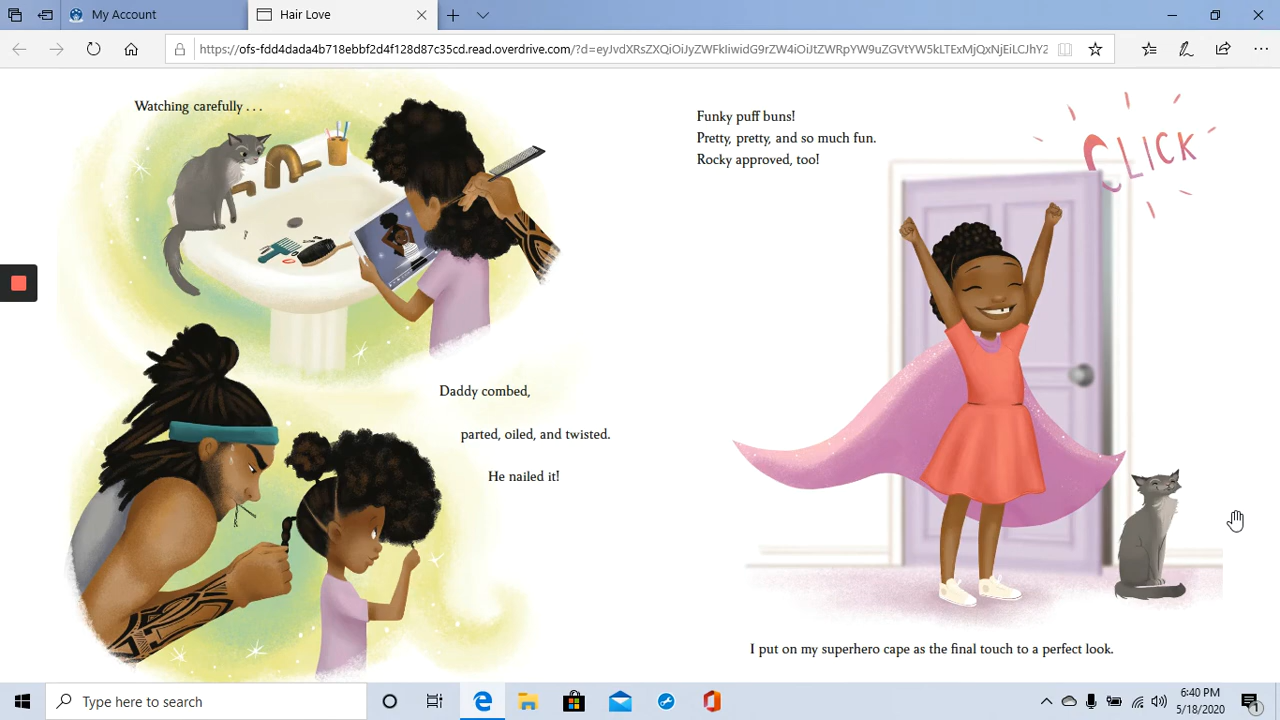 My Account
Hair Love
https://ofs-fdd4dada4b718ebbf2d4f128d87c35cd.read.overdrive.com/?d=eyJvdXRsZXQiOiJyZWFkIiwidG9rZW4iOiJtZWRpYW9uZGVtYW5kLTExMjQxNjEiLCJhY2
Watching carefully . . .
Daddy combed,
parted, oiled, and twisted.
He nailed it!
Funky puff buns!
Pretty, pretty, and so much fun.
Rocky approved, too!
CLICK
I put on my superhero cape as the final touch to a perfect look.
Type here to search
6:40 PM
5/18/2020
1